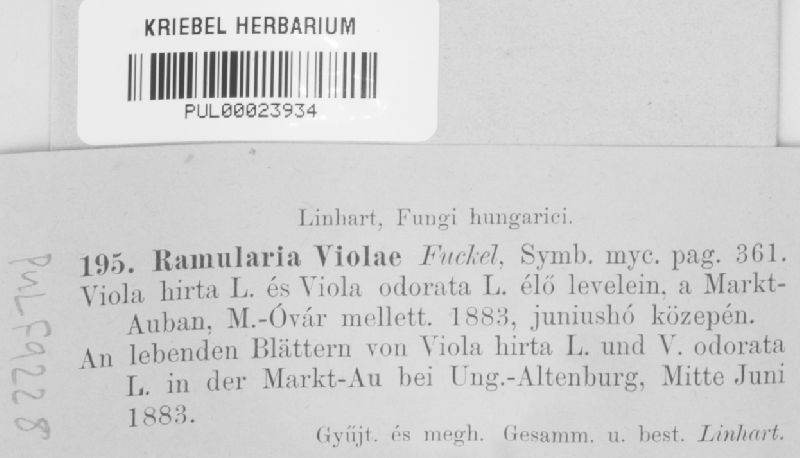 KRIEBEL HERBARIUM
PUL00023934
Linhart, Fungi hungarici.
195. Ramularia Violae Fuckel, Symb. myc. pag. 361.
Viola hirta L. és Viola odorata L. élő levelein, a Markt-
Auban, M.-Óvár mellett. 1883, juniushó közepén.
An lebenden Blättern von Viola hirta L. und V. odorata
L. in der Markt-Au bei Ung.-Altenburg, Mitte Juni
1883.
Gyűjt. és megh. Gesamm. u. best. Linhart.
PUL F9228